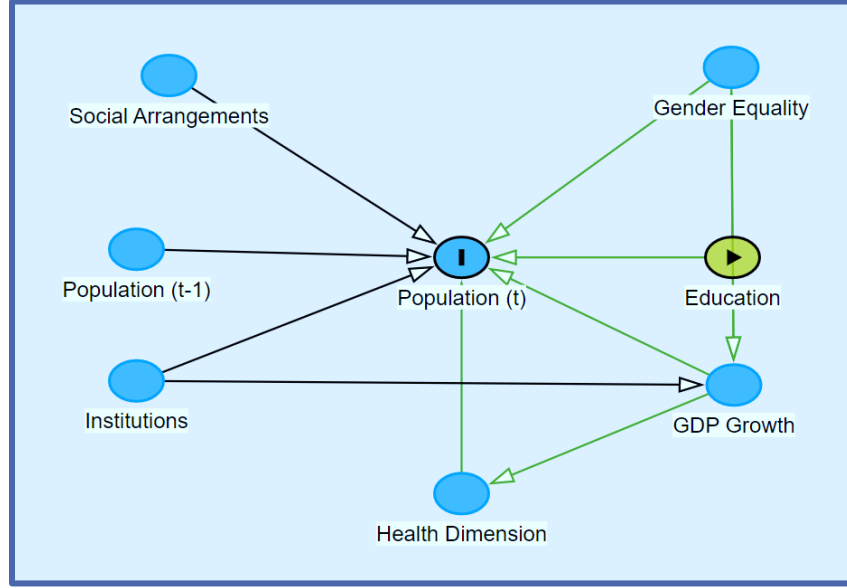 Social Arrangements
Gender Equality
Population (t-1)
Population (t)
Education
Institutions
GDP Growth
Health Dimension